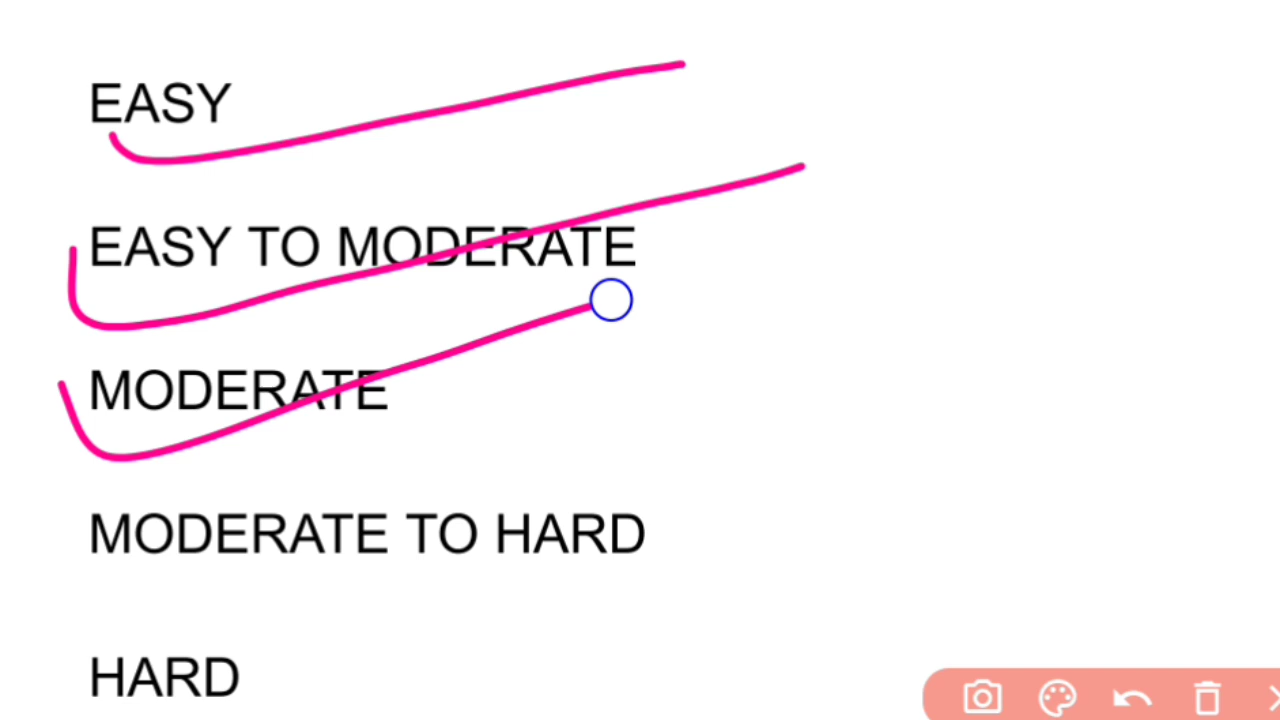 EASY
EASY TO MODERATE
MODERATE
MODERATE TO HARD
HARD